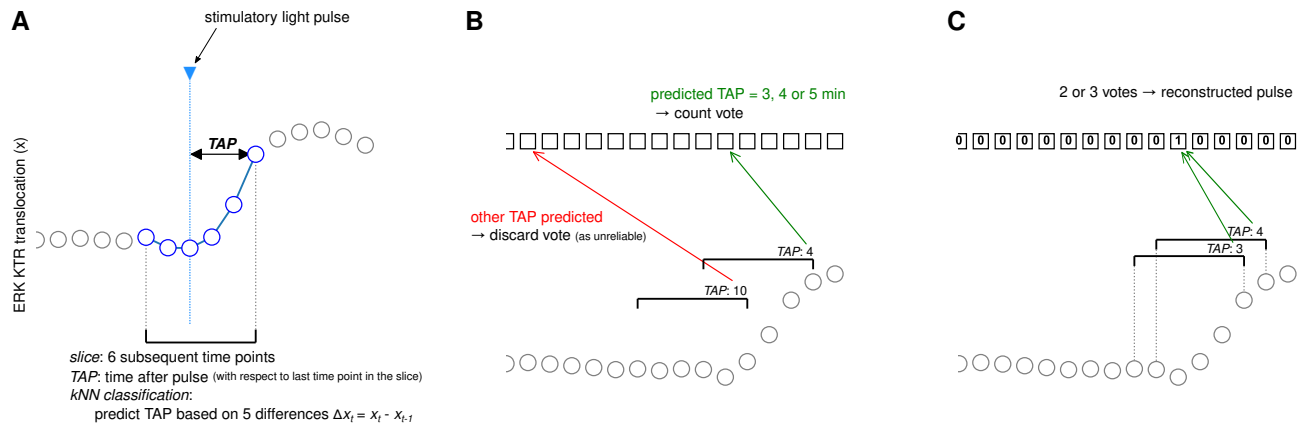 A
stimulatory light pulse
TAP
ERK KTR translocation (x)
slice: 6 subsequent time points
TAP: time after pulse (with respect to last time point in the slice)
kNN classification:
predict TAP based on 5 differences Δxₜ = xₜ - xₜ₋₁
B
predicted TAP = 3, 4 or 5 min
→ count vote
other TAP predicted
→ discard vote (as unreliable)
TAP: 4
TAP: 10
C
2 or 3 votes → reconstructed pulse
0 0 0 0 0 0 0 0 0 0 1 0 0 0 0 0
TAP: 4
TAP: 3